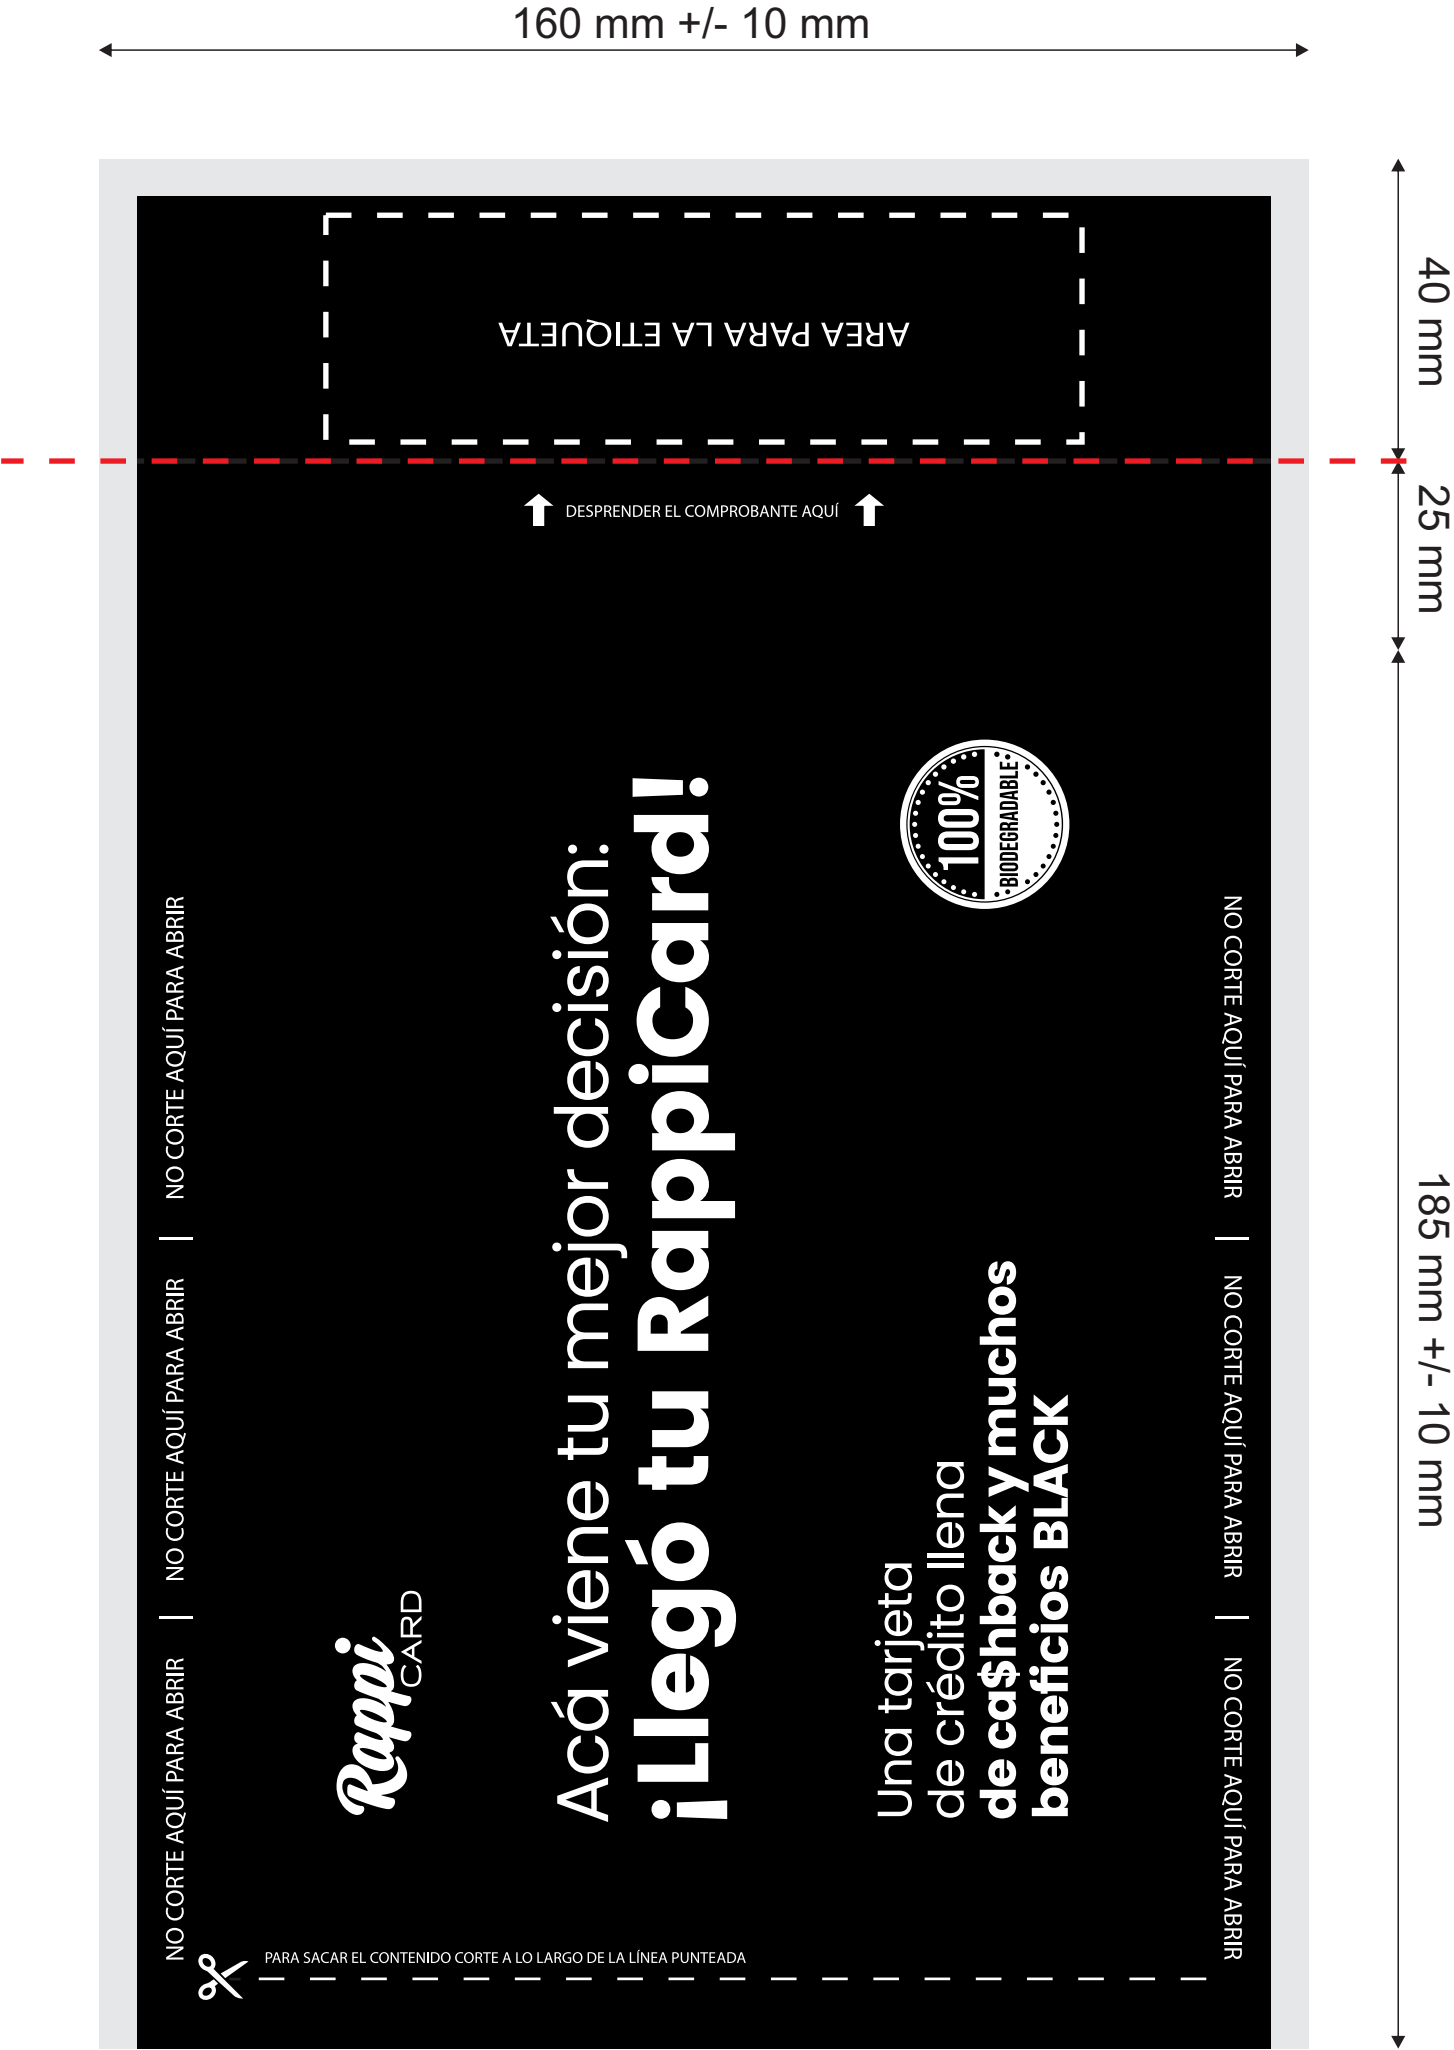 160 mm +/- 10 mm
40 mm
25 mm
185 mm +/- 10 mm
AREA PARA LA ETIQUETA
DESPRENDER EL COMPROBANTE AQUÍ
NO CORTE AQUÍ PARA ABRIR | NO CORTE AQUÍ PARA ABRIR | NO CORTE AQUÍ PARA ABRIR
Rappi
CARD
Acá viene tu mejor decisión:
¡Llegó tu RappiCard!
100%
BIODEGRADABLE
Una tarjeta
de crédito llena
de ca$hback y muchos
beneficios BLACK
NO CORTE AQUÍ PARA ABRIR | NO CORTE AQUÍ PARA ABRIR | NO CORTE AQUÍ PARA ABRIR
PARA SACAR EL CONTENIDO CORTE A LO LARGO DE LA LÍNEA PUNTEADA